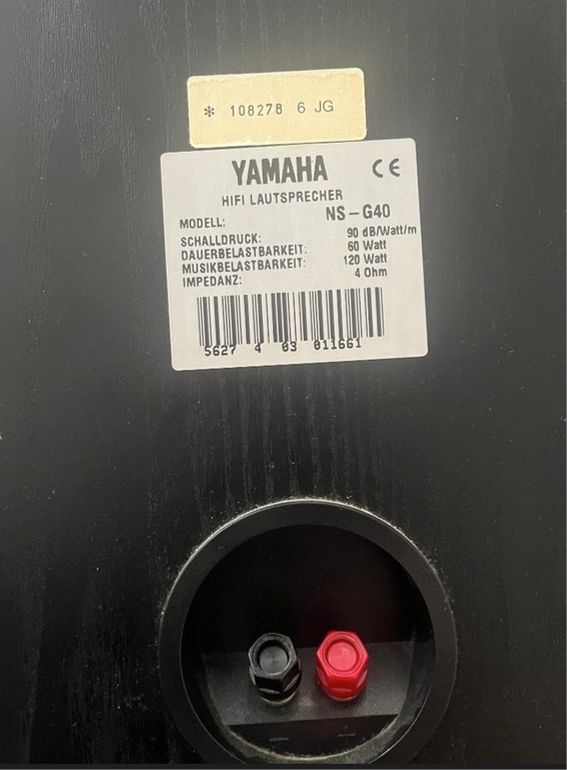 * 108278 6 JG
YAMAHA CE
HIFI LAUTSPRECHER
MODELL: NS-G40
SCHALLDRUCK: 90 dB/Watt/m
DAUERBELASTBARKEIT: 60 Watt
MUSIKBELASTBARKEIT: 120 Watt
IMPEDANZ: 4 Ohm
5627 4 03 011661